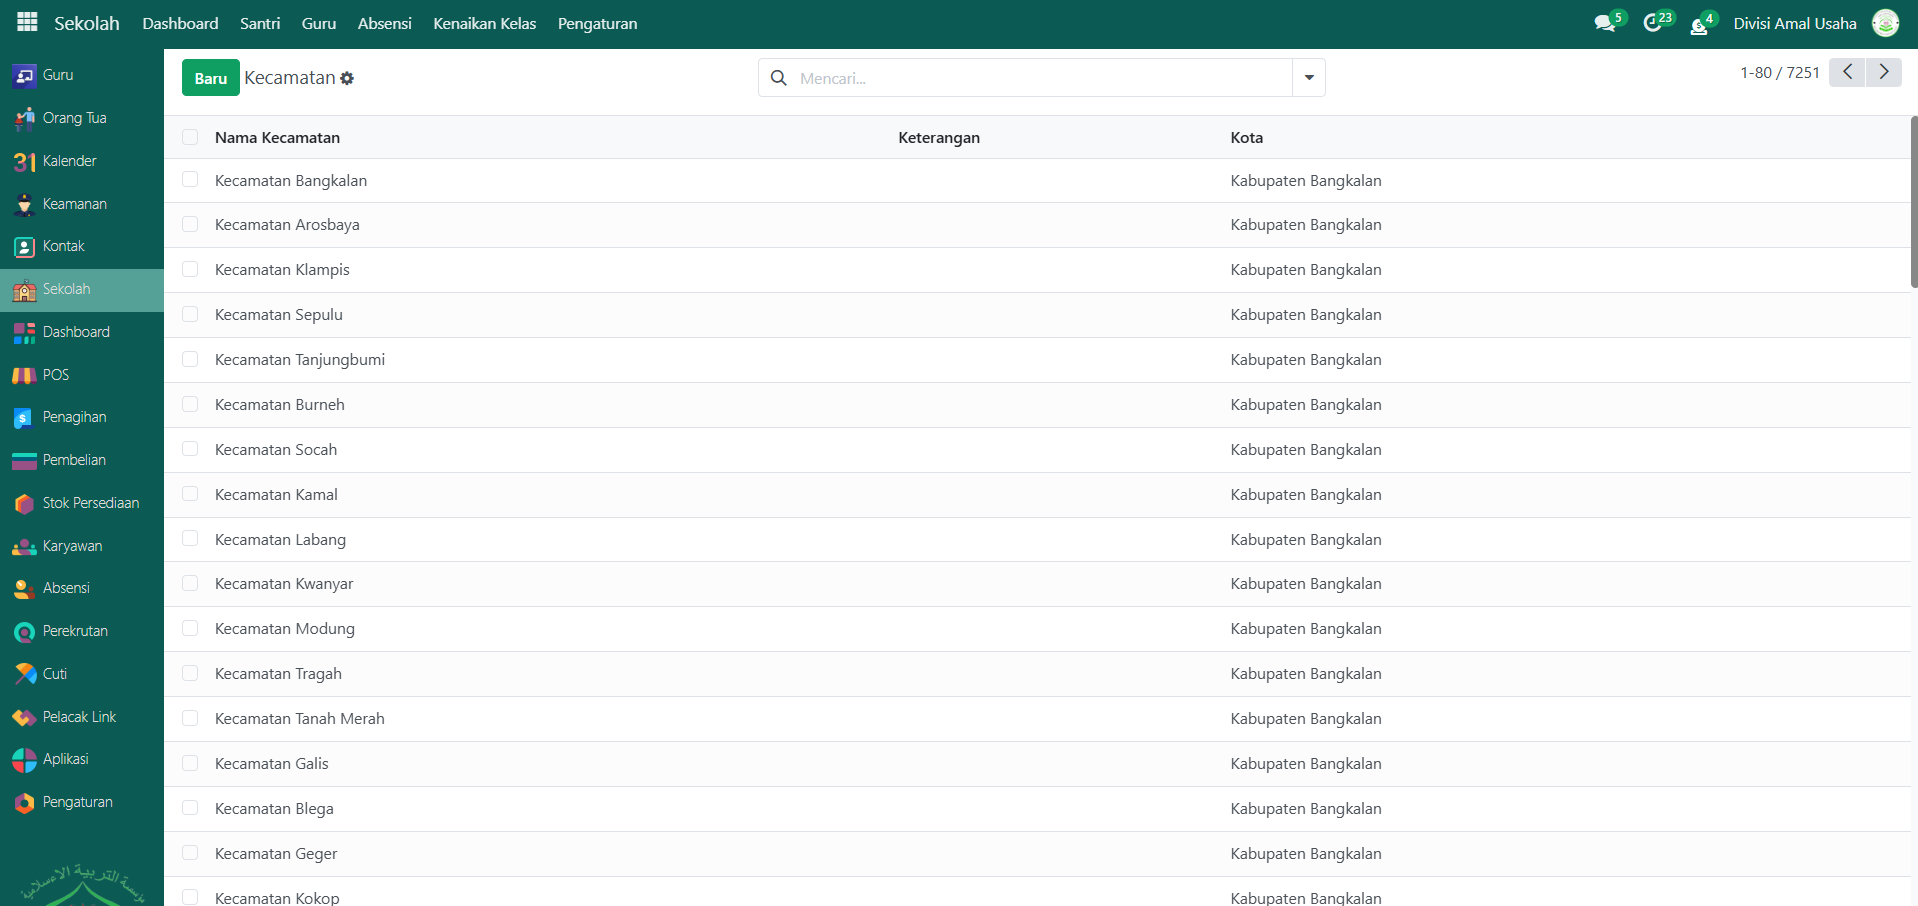 Sekolah Dashboard Santri Guru Absensi Kenaikan Kelas Pengaturan 5 23 4 Divisi Amal Usaha
Guru
Orang Tua
31 Kalender
Keamanan
Kontak
Sekolah
Dashboard
POS
$ Penagihan
Pembelian
Stok Persediaan
Karyawan
Absensi
Perekrutan
Cuti
Pelacak Link
Aplikasi
Pengaturan
Baru Kecamatan Mencari... 1-80 / 7251
Nama Kecamatan Keterangan Kota
Kecamatan Bangkalan Kabupaten Bangkalan
Kecamatan Arosbaya Kabupaten Bangkalan
Kecamatan Klampis Kabupaten Bangkalan
Kecamatan Sepulu Kabupaten Bangkalan
Kecamatan Tanjungbumi Kabupaten Bangkalan
Kecamatan Burneh Kabupaten Bangkalan
Kecamatan Socah Kabupaten Bangkalan
Kecamatan Kamal Kabupaten Bangkalan
Kecamatan Labang Kabupaten Bangkalan
Kecamatan Kwanyar Kabupaten Bangkalan
Kecamatan Modung Kabupaten Bangkalan
Kecamatan Tragah Kabupaten Bangkalan
Kecamatan Tanah Merah Kabupaten Bangkalan
Kecamatan Galis Kabupaten Bangkalan
Kecamatan Blega Kabupaten Bangkalan
Kecamatan Geger Kabupaten Bangkalan
Kecamatan Kokop Kabupaten Bangkalan